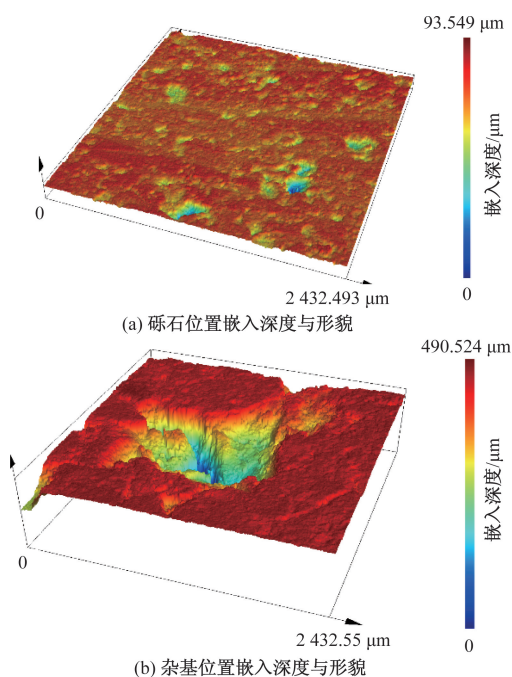 93.549 μm
嵌入深度/μm
0
0
2 432.493 μm
(a) 砾石位置嵌入深度与形貌
490.524 μm
嵌入深度/μm
0
0
2 432.55 μm
(b) 杂基位置嵌入深度与形貌